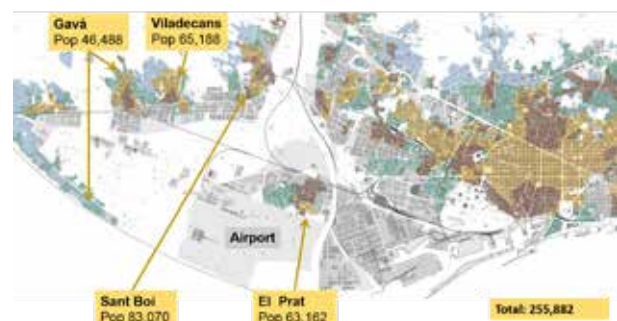 Gavá
Pop 46,488
Viladecans
Pop 65,188
Airport
Sant Boi
Pop 83,070
El Prat
Pop 63,162
Total: 255,882